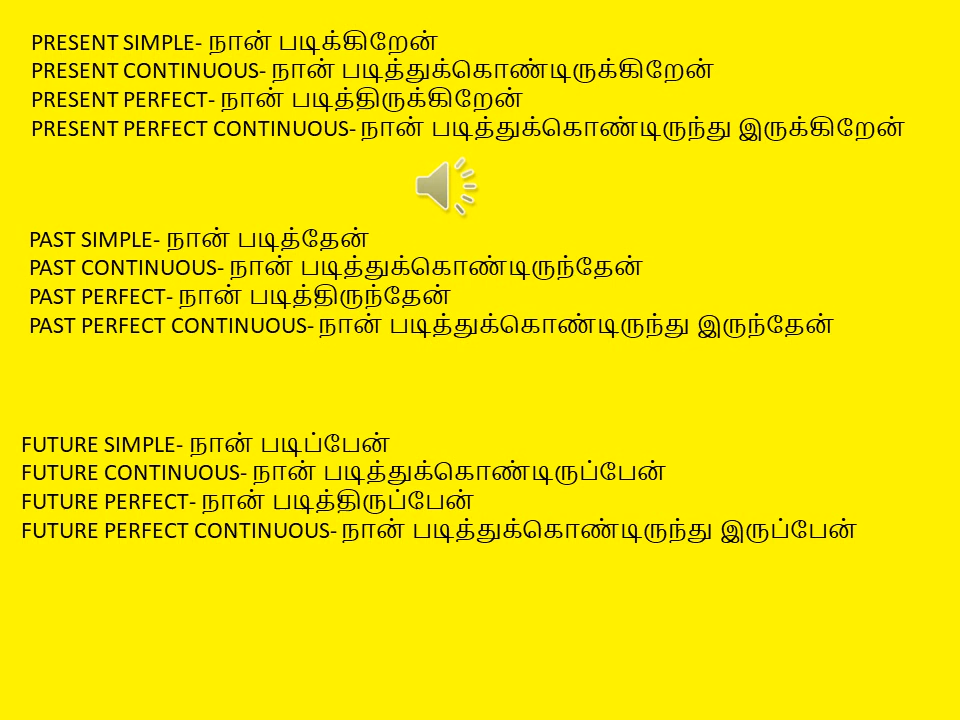 PRESENT SIMPLE- நான் படிக்கிறேன்
PRESENT CONTINUOUS- நான் படித்துக்கொண்டிருக்கிறேன்
PRESENT PERFECT- நான் படித்திருக்கிறேன்
PRESENT PERFECT CONTINUOUS- நான் படித்துக்கொண்டிருந்து இருக்கிறேன்
PAST SIMPLE- நான் படித்தேன்
PAST CONTINUOUS- நான் படித்துக்கொண்டிருந்தேன்
PAST PERFECT- நான் படித்திருந்தேன்
PAST PERFECT CONTINUOUS- நான் படித்துக்கொண்டிருந்து இருந்தேன்
FUTURE SIMPLE- நான் படிப்பேன்
FUTURE CONTINUOUS- நான் படித்துக்கொண்டிருப்பேன்
FUTURE PERFECT- நான் படித்திருப்பேன்
FUTURE PERFECT CONTINUOUS- நான் படித்துக்கொண்டிருந்து இருப்பேன்